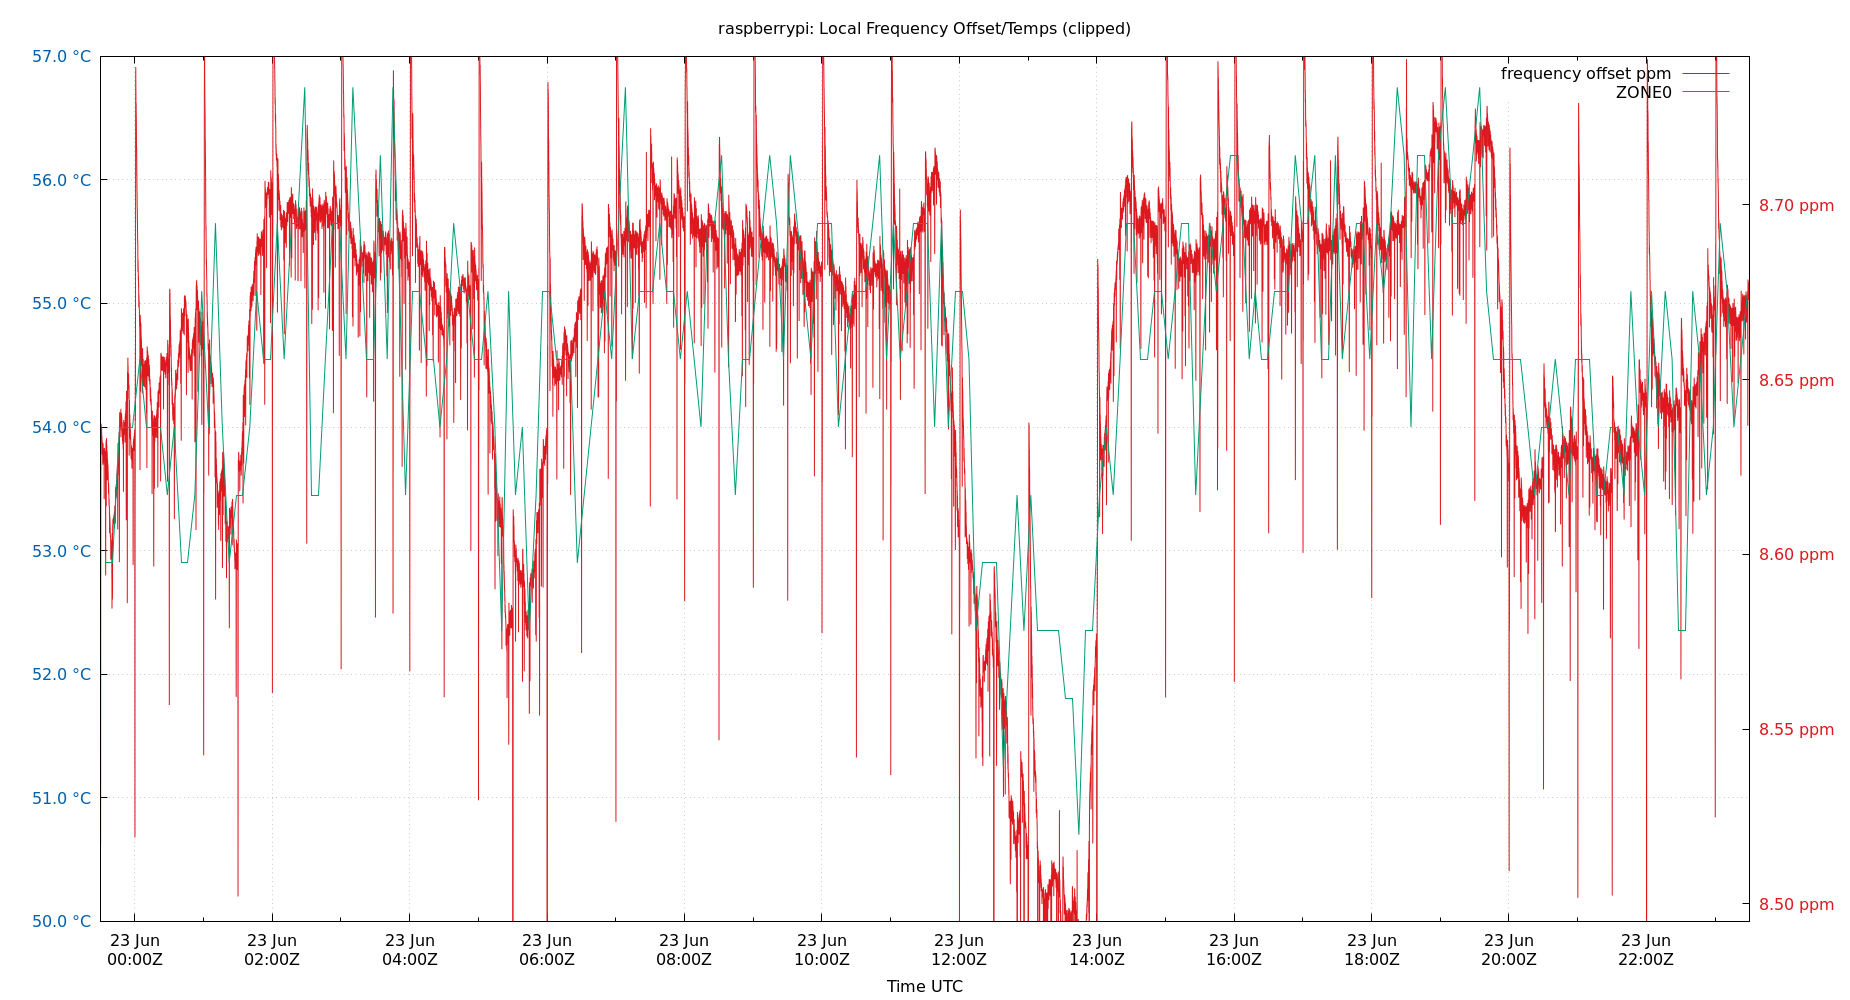 raspberrypi: Local Frequency Offset/Temps (clipped)
57.0 °C
56.0 °C
55.0 °C
54.0 °C
53.0 °C
52.0 °C
51.0 °C
50.0 °C
frequency offset ppm
ZONE0
8.70 ppm
8.65 ppm
8.60 ppm
8.55 ppm
8.50 ppm
23 Jun
00:00Z
23 Jun
02:00Z
23 Jun
04:00Z
23 Jun
06:00Z
23 Jun
08:00Z
23 Jun
10:00Z
23 Jun
12:00Z
23 Jun
14:00Z
23 Jun
16:00Z
23 Jun
18:00Z
23 Jun
20:00Z
23 Jun
22:00Z
Time UTC